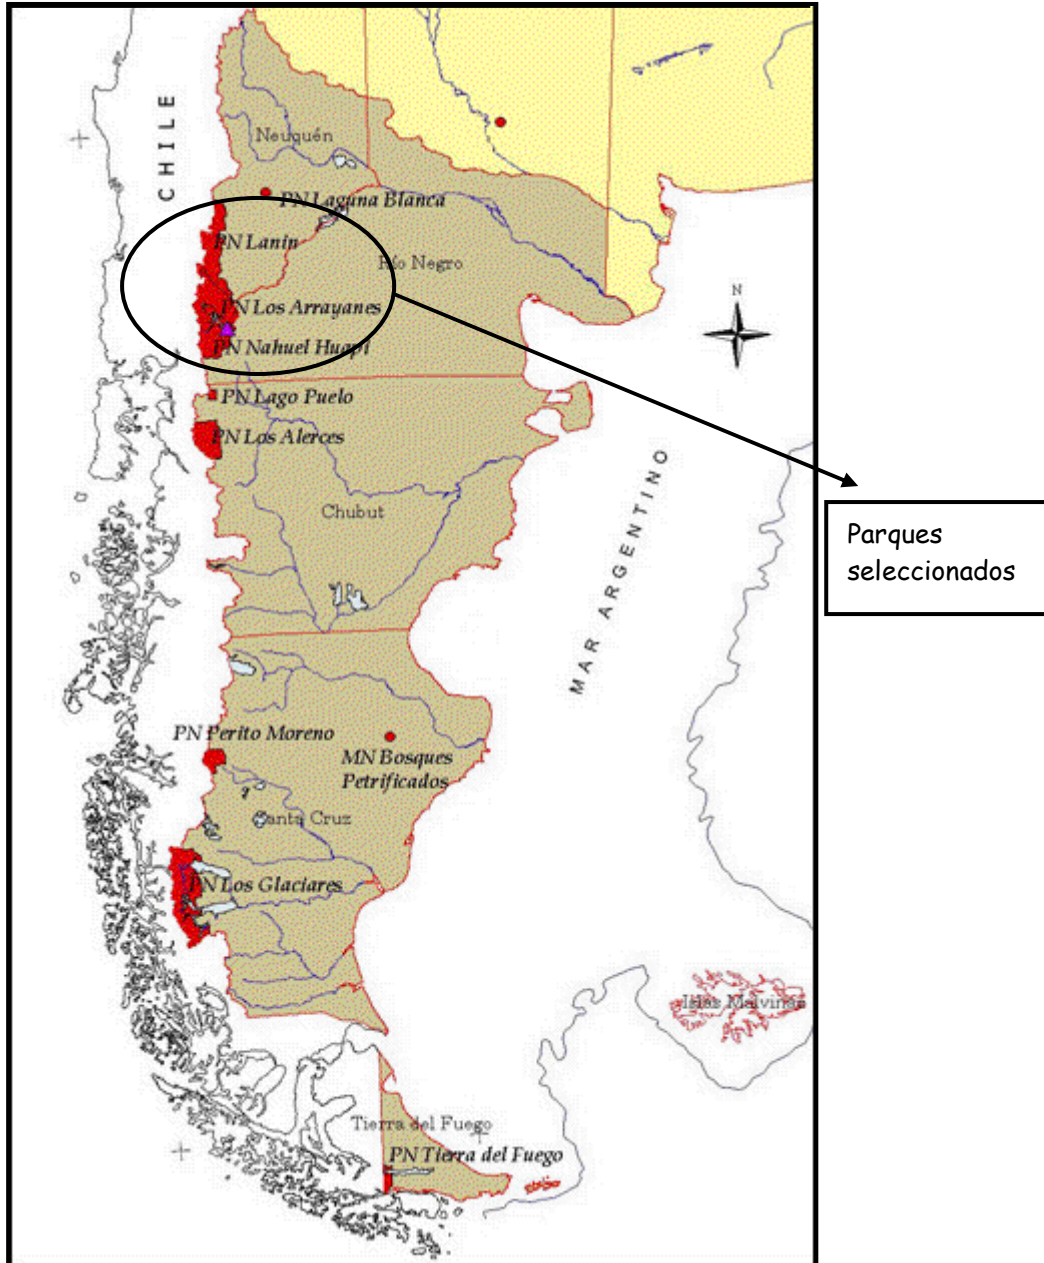 CHILE
Neuquén
PN Laguna Blanca
PN Lanín
Río Negro
PN Los Arrayanes
N
PN Nahuel Huapi
PN Lago Puelo
PN Los Alerces
MAR ARGENTINO
Chubut
Parques
seleccionados
PN Perito Moreno
MN Bosques
Petrificados
Santa Cruz
PN Los Glaciares
Islas Malvinas
Tierra del Fuego
PN Tierra del Fuego